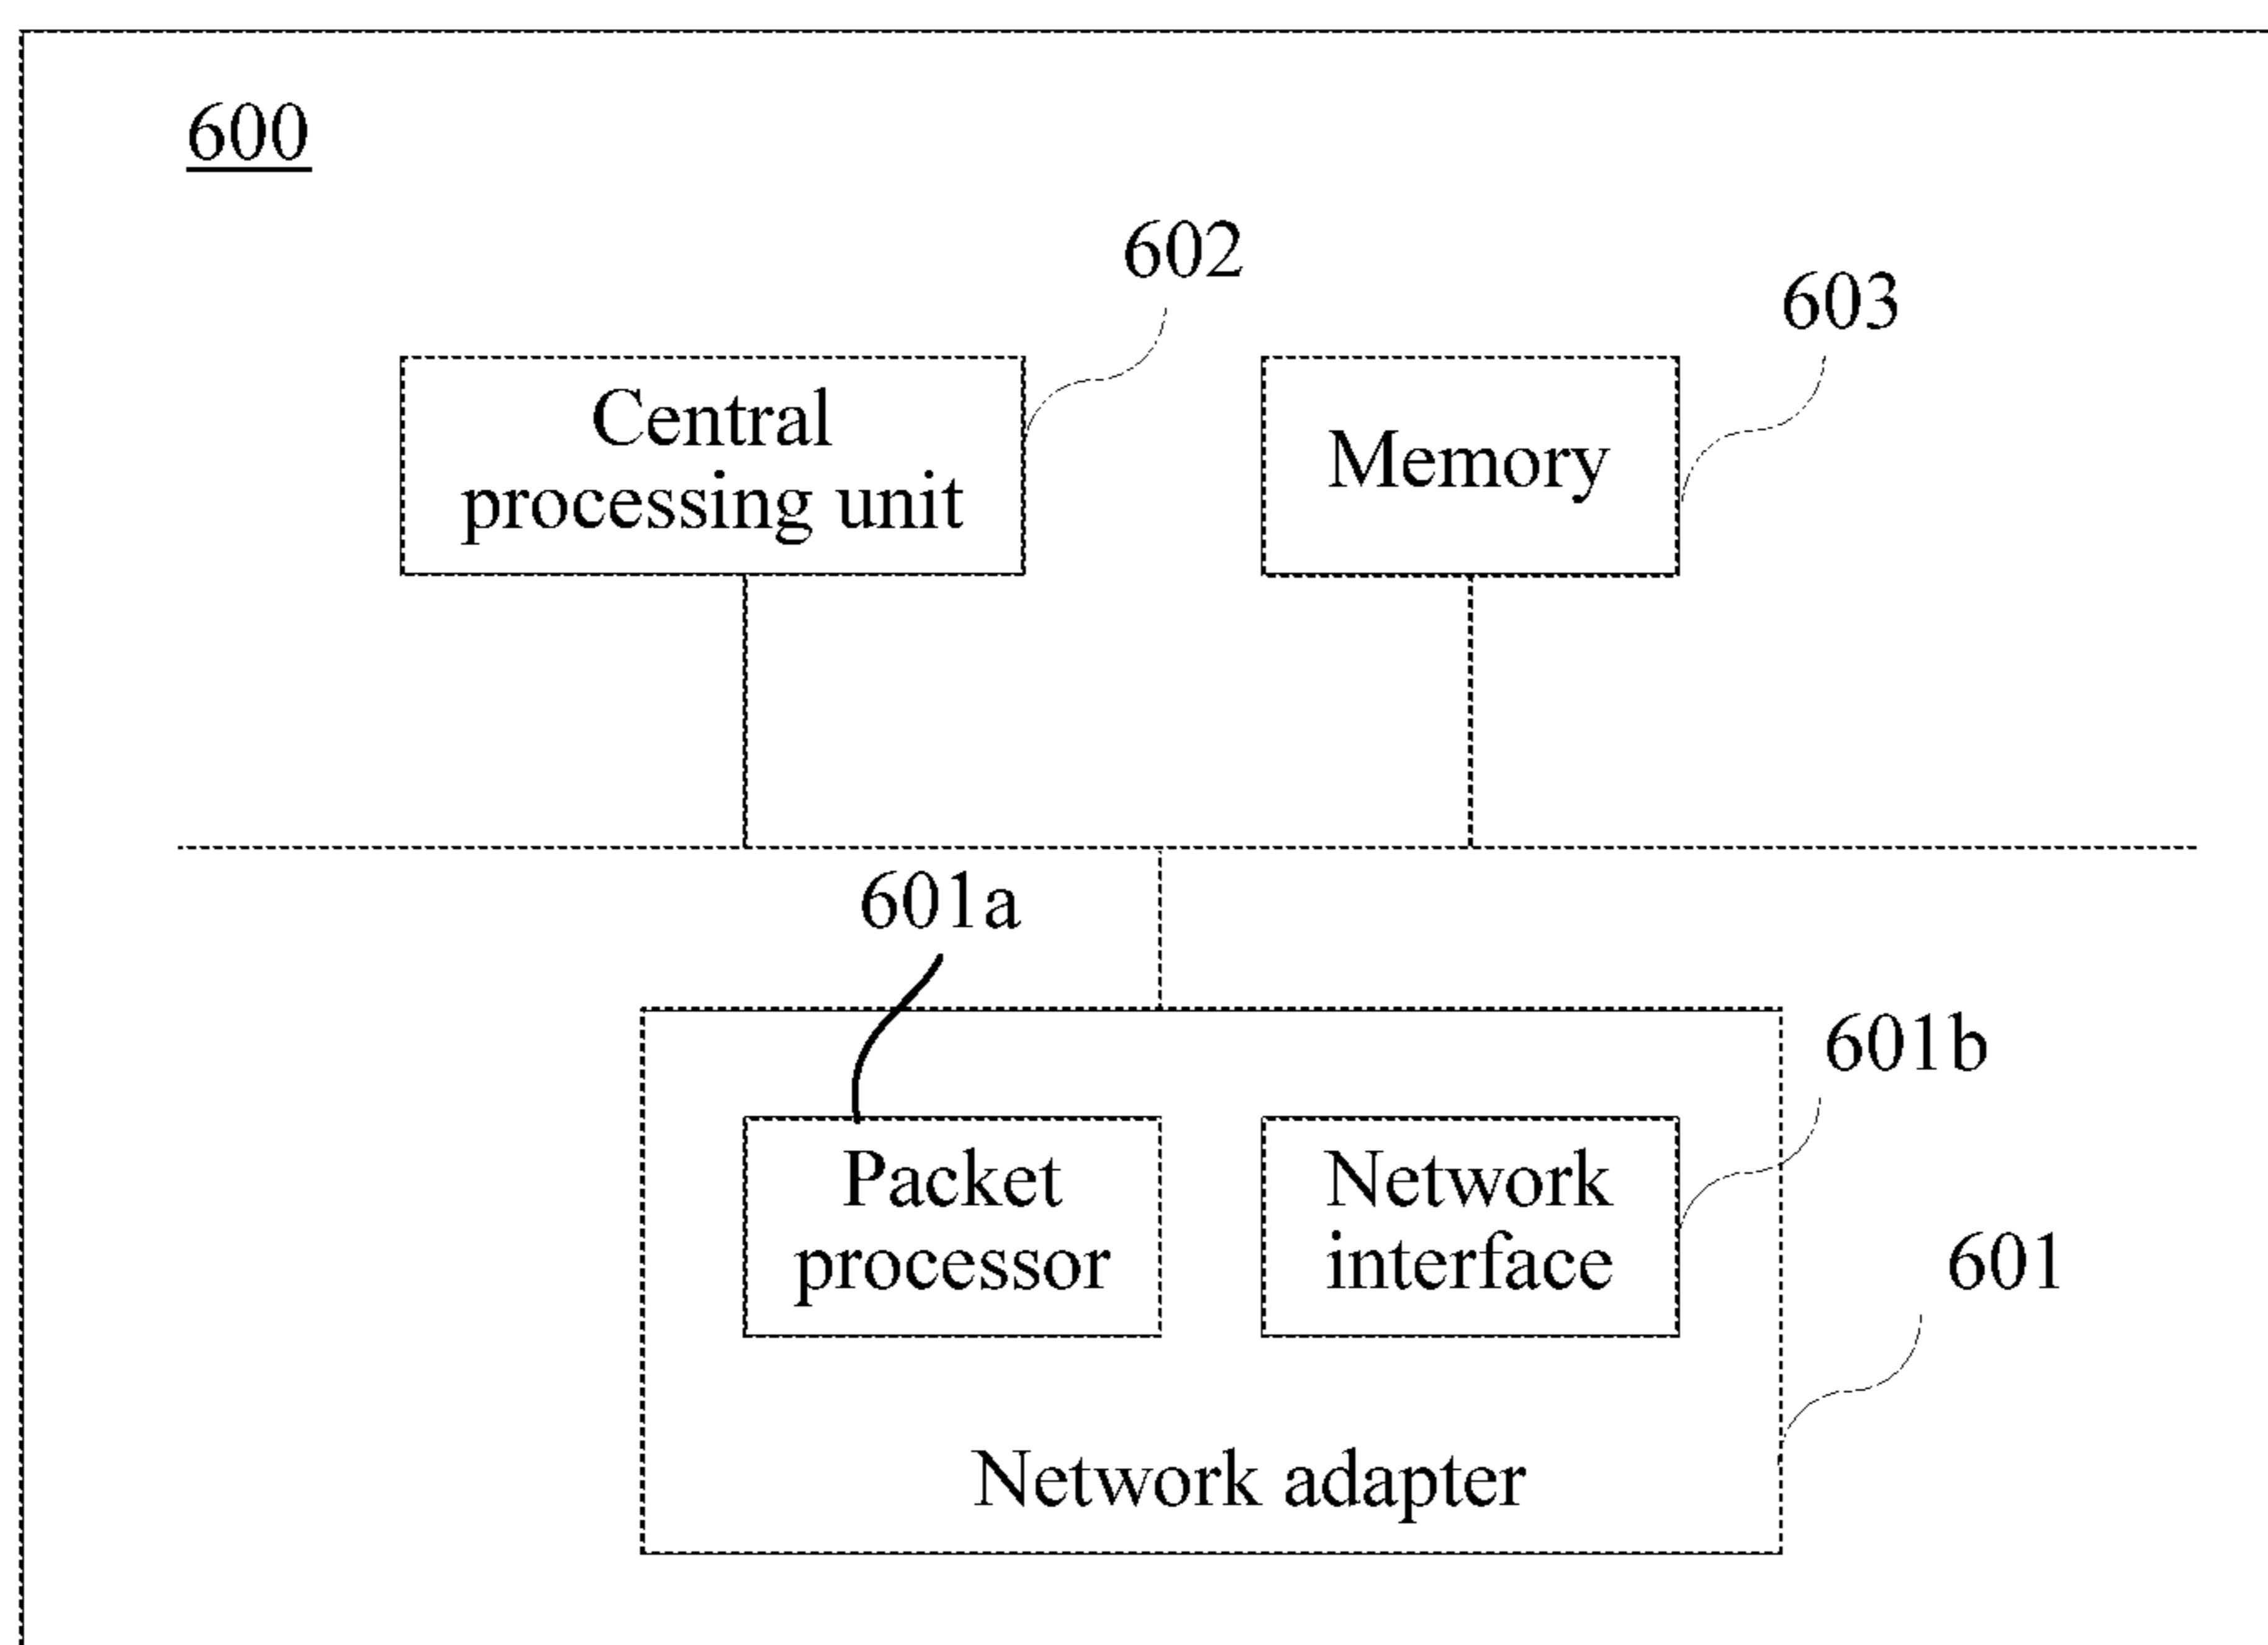 600
602
603
Central
processing unit
Memory
601a
601b
Packet
processor
Network
interface
601
Network adapter